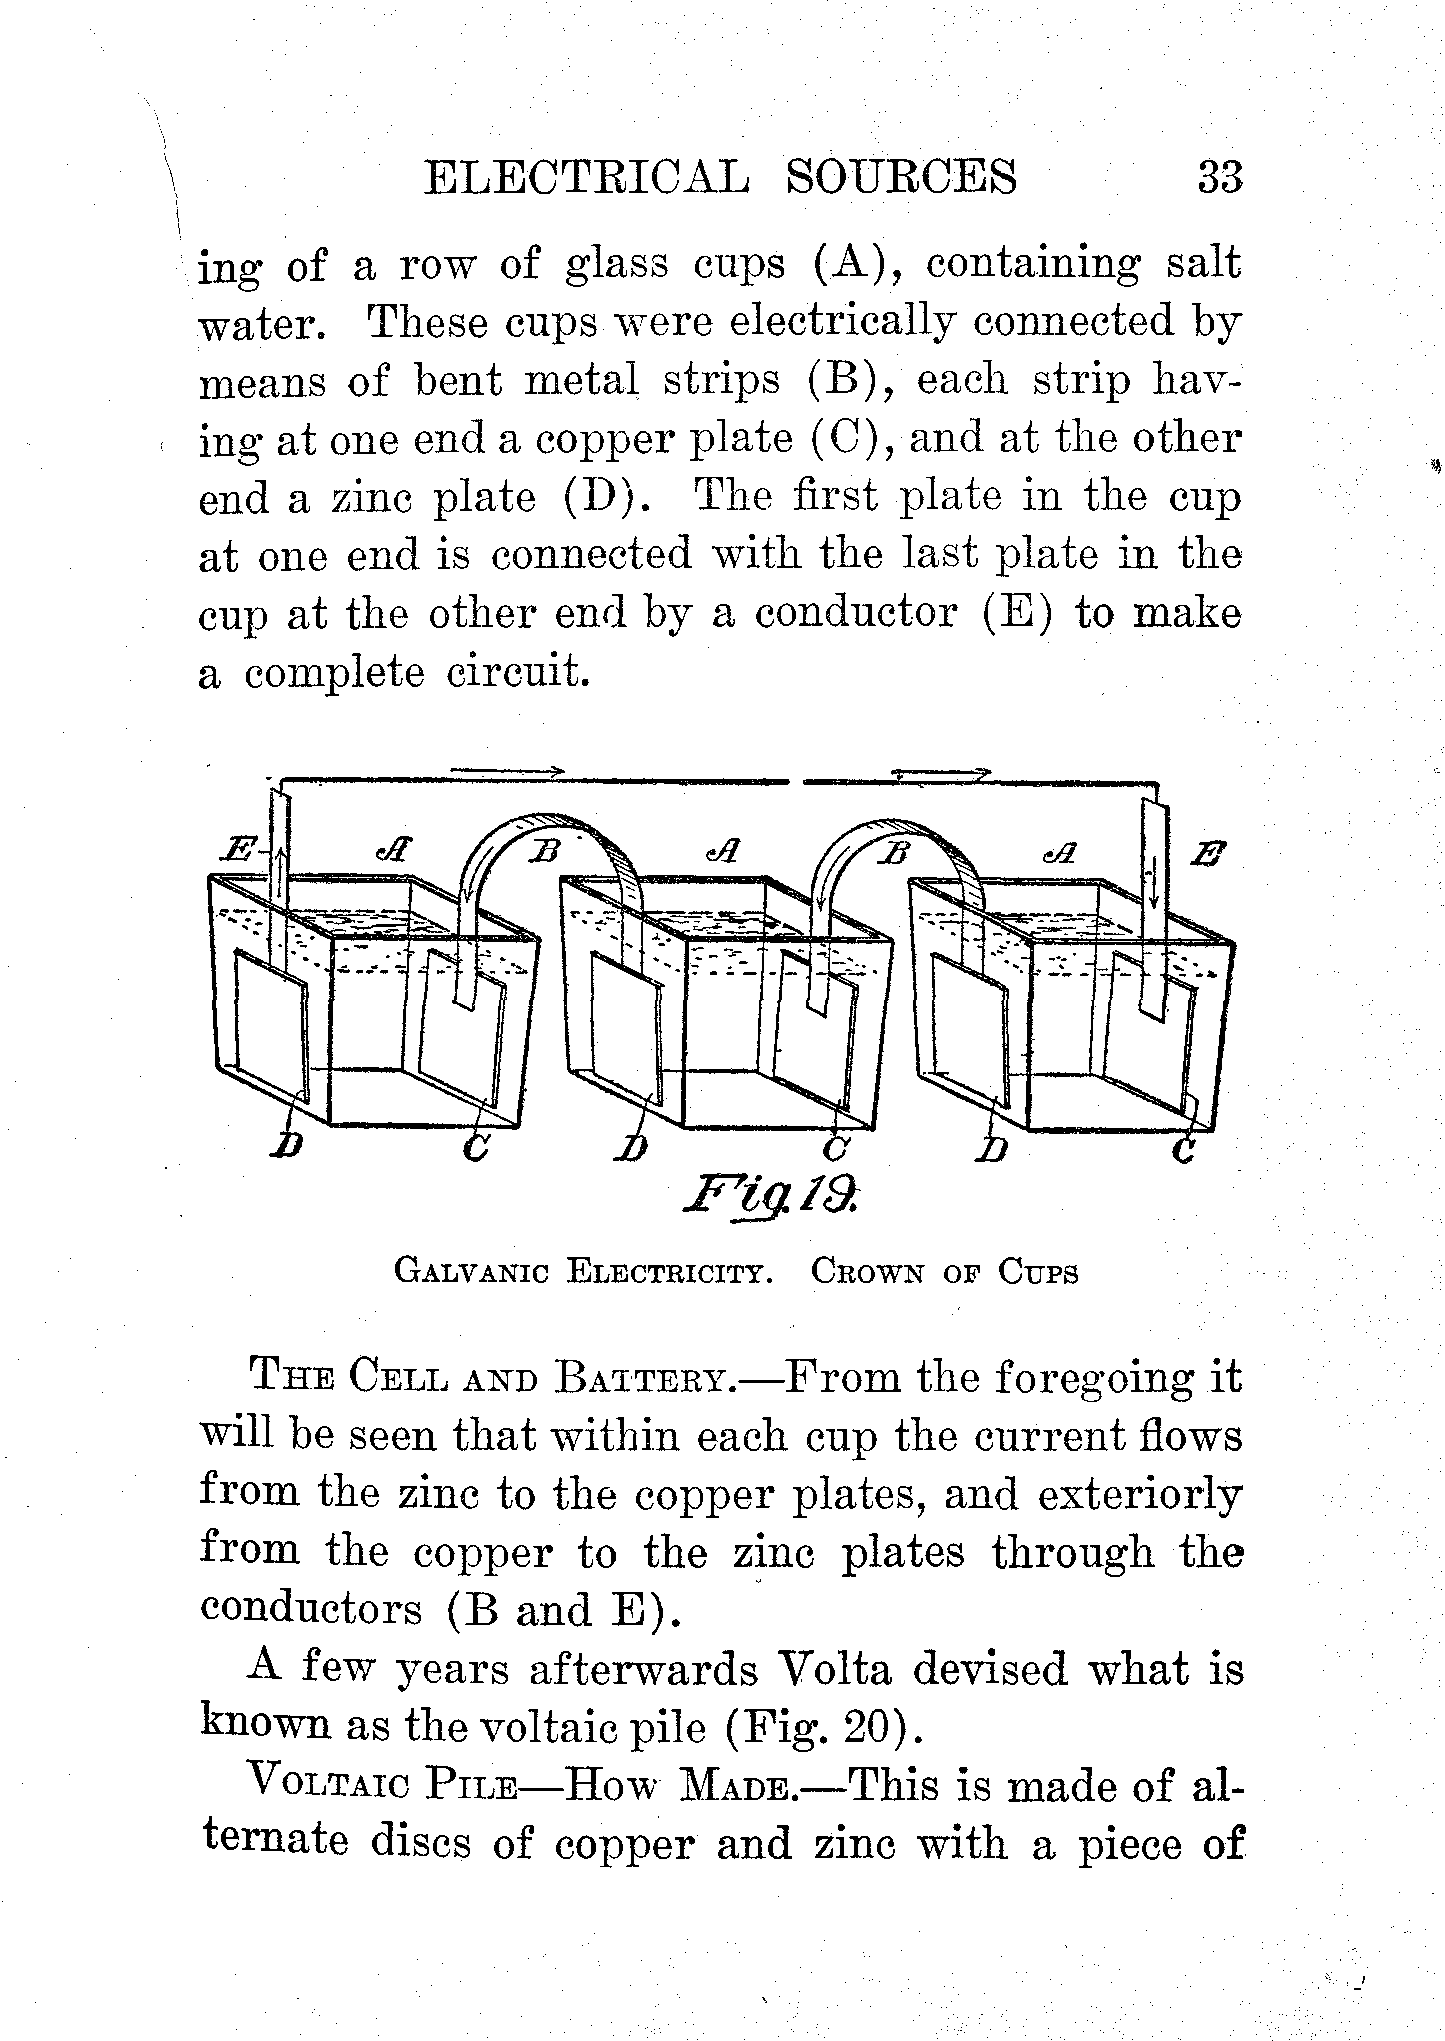 ELECTRICAL SOURCES 33
ing of a row of glass cups (A), containing salt
water. These cups were electrically connected by
means of bent metal strips (B), each strip hav-
ing at one end a copper plate (C), and at the other
end a zinc plate (D). The first plate in the cup
at one end is connected with the last plate in the
cup at the other end by a conductor (E) to make
a complete circuit.
E A B A B A E
D C D C D C
Fig. 19.
GALVANIC ELECTRICITY. CROWN OF CUPS
THE CELL AND BATTERY.—From the foregoing it
will be seen that within each cup the current flows
from the zinc to the copper plates, and exteriorly
from the copper to the zinc plates through the
conductors (B and E).
A few years afterwards Volta devised what is
known as the voltaic pile (Fig. 20).
VOLTAIC PILE—HOW MADE.—This is made of al-
ternate discs of copper and zinc with a piece of